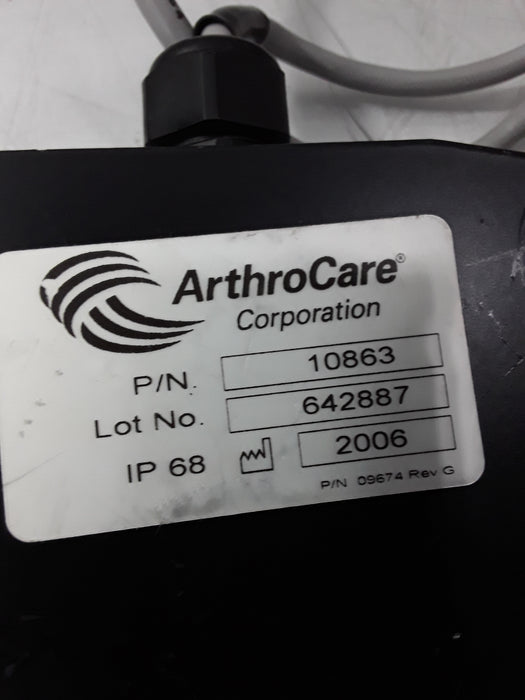 ArthroCare®
Corporation
P/N. 10863
Lot No. 642887
IP 68 2006
P/N 09674 Rev G